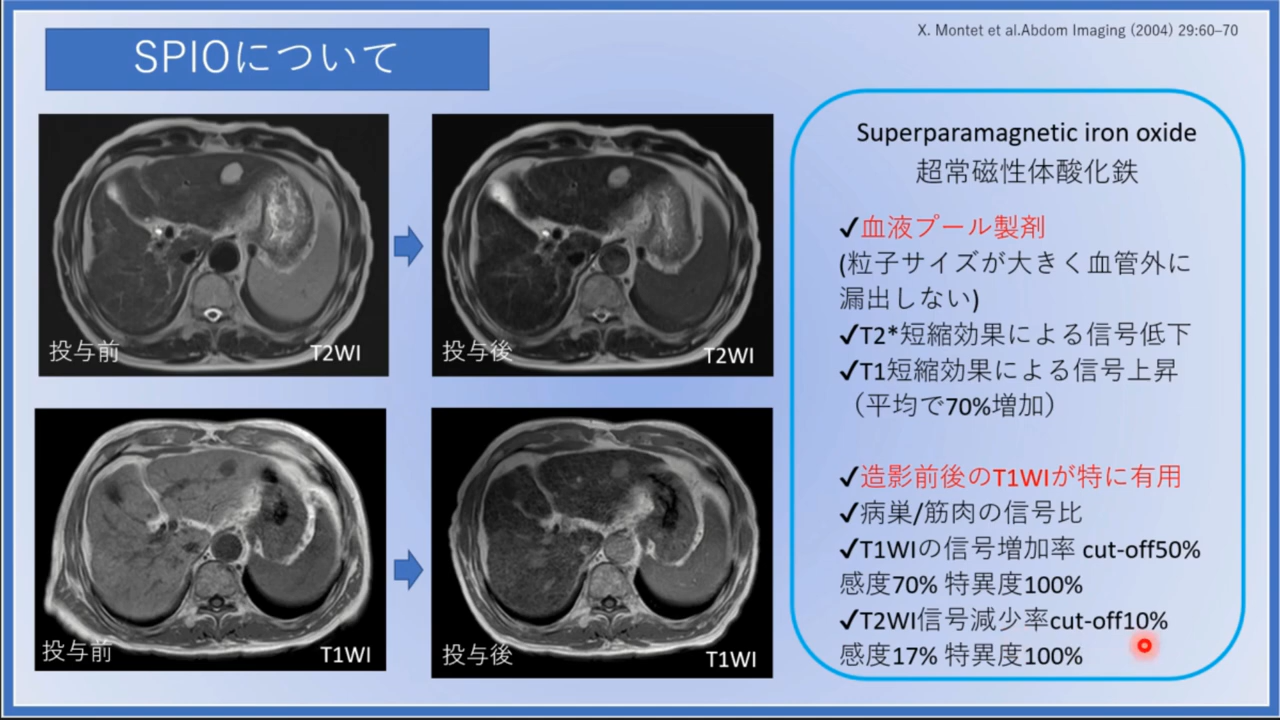 X. Montet et al.Abdom Imaging (2004) 29:60–70
SPIOについて
投与前
T2WI
投与後
T2WI
投与前
T1WI
投与後
T1WI
Superparamagnetic iron oxide
超常磁性体酸化鉄
✓血液プール製剤
(粒子サイズが大きく血管外に
漏出しない)
✓T2*短縮効果による信号低下
✓T1短縮効果による信号上昇
（平均で70%増加）
✓造影前後のT1WIが特に有用
✓病巣/筋肉の信号比
✓T1WIの信号増加率 cut-off50%
感度70% 特異度100%
✓T2WI信号減少率cut-off10%
感度17% 特異度100%